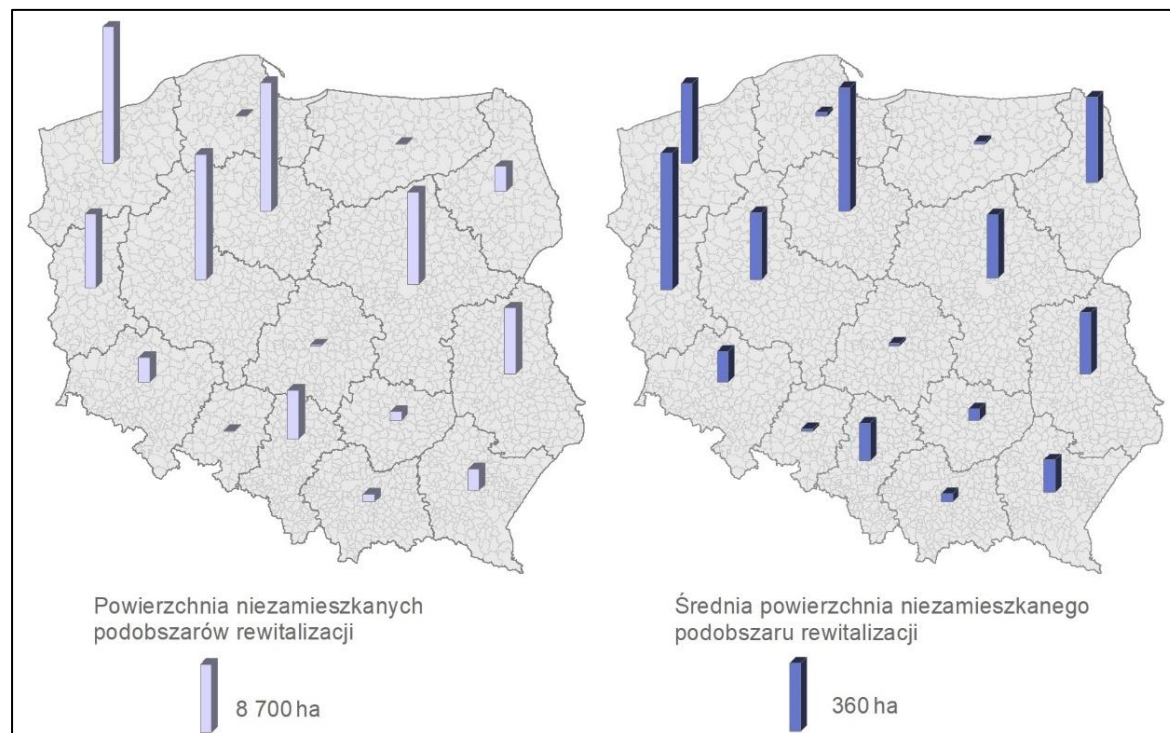 Powierzchnia niezamieszkanych
podobszarów rewitalizacji
8 700 ha
Średnia powierzchnia niezamieszkanego
podobszaru rewitalizacji
360 ha